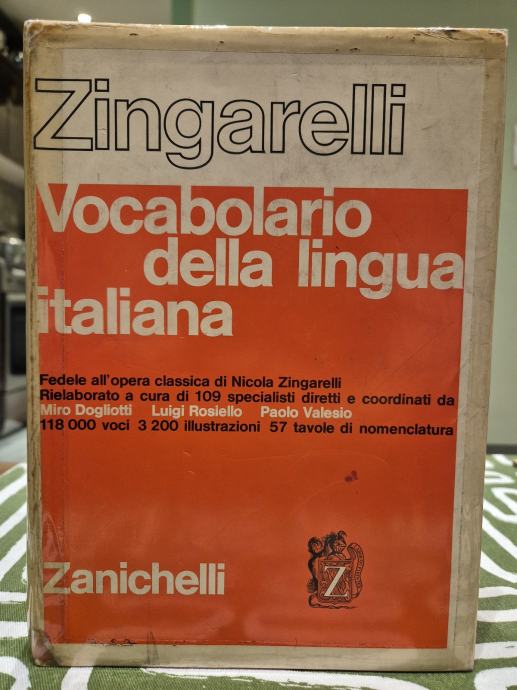 Zingarelli
Vocabolario
della lingua
italiana
Fedele all'opera classica di Nicola Zingarelli
Rielaborato a cura di 109 specialisti diretti e coordinati da
Miro Dogliotti Luigi Rosiello Paolo Valesio
118 000 voci 3 200 illustrazioni 57 tavole di nomenclatura
Zanichelli
Z